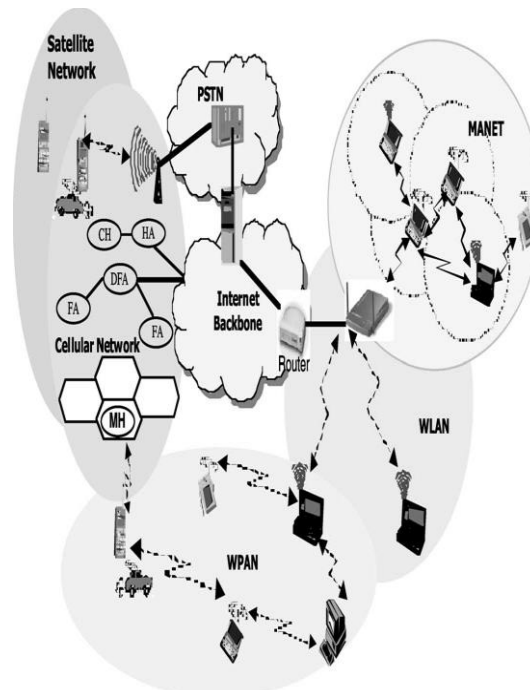 Satellite
Network
PSTN
MANET
CH
HA
DFA
FA
FA
Internet
Backbone
Router
Cellular Network
MH
WLAN
WPAN